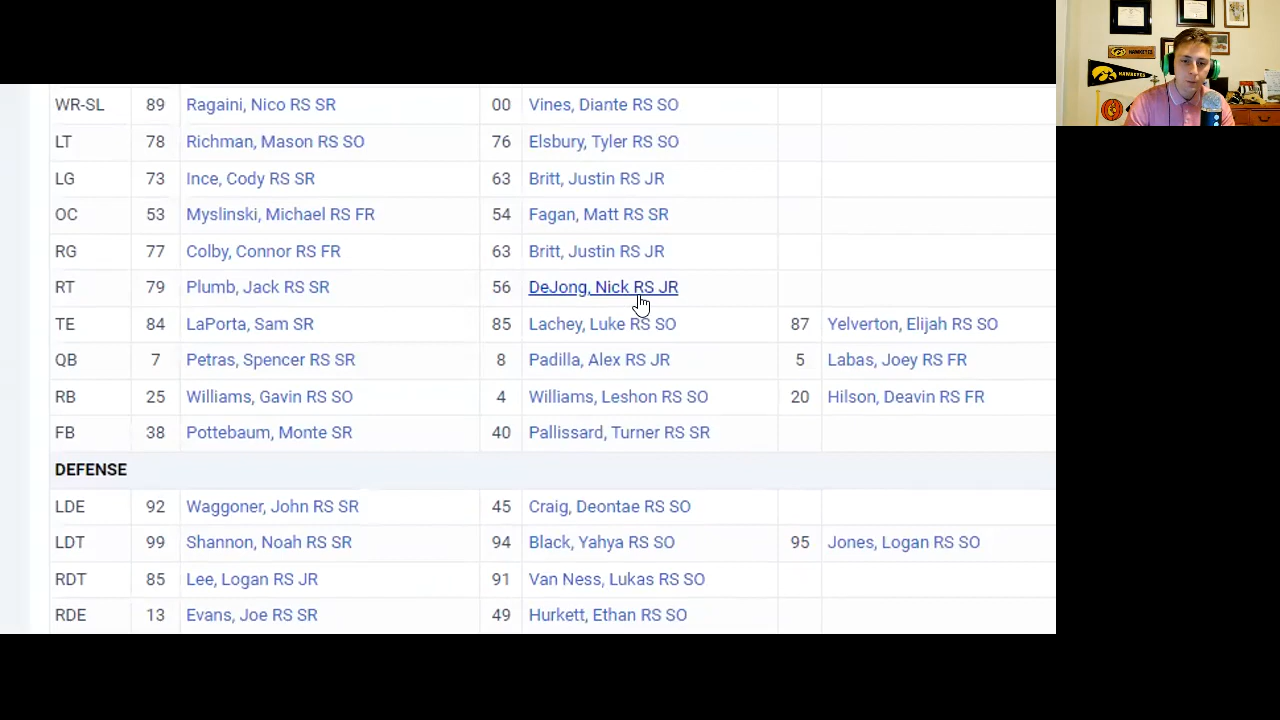 WR-SL 89 Ragaini, Nico RS SR 00 Vines, Diante RS SO
LT 78 Richman, Mason RS SO 76 Elsbury, Tyler RS SO
LG 73 Ince, Cody RS SR 63 Britt, Justin RS JR
OC 53 Myslinski, Michael RS FR 54 Fagan, Matt RS SR
RG 77 Colby, Connor RS FR 63 Britt, Justin RS JR
RT 79 Plumb, Jack RS SR 56 DeJong, Nick RS JR
TE 84 LaPorta, Sam SR 85 Lachey, Luke RS SO 87 Yelverton, Elijah RS SO
QB 7 Petras, Spencer RS SR 8 Padilla, Alex RS JR 5 Labas, Joey RS FR
RB 25 Williams, Gavin RS SO 4 Williams, Leshon RS SO 20 Hilson, Deavin RS FR
FB 38 Pottebaum, Monte SR 40 Pallissard, Turner RS SR
DEFENSE
LDE 92 Waggoner, John RS SR 45 Craig, Deontae RS SO
LDT 99 Shannon, Noah RS SR 94 Black, Yahya RS SO 95 Jones, Logan RS SO
RDT 85 Lee, Logan RS JR 91 Van Ness, Lukas RS SO
RDE 13 Evans, Joe RS SR 49 Hurkett, Ethan RS SO
HAWKEYES
HAWKEYES